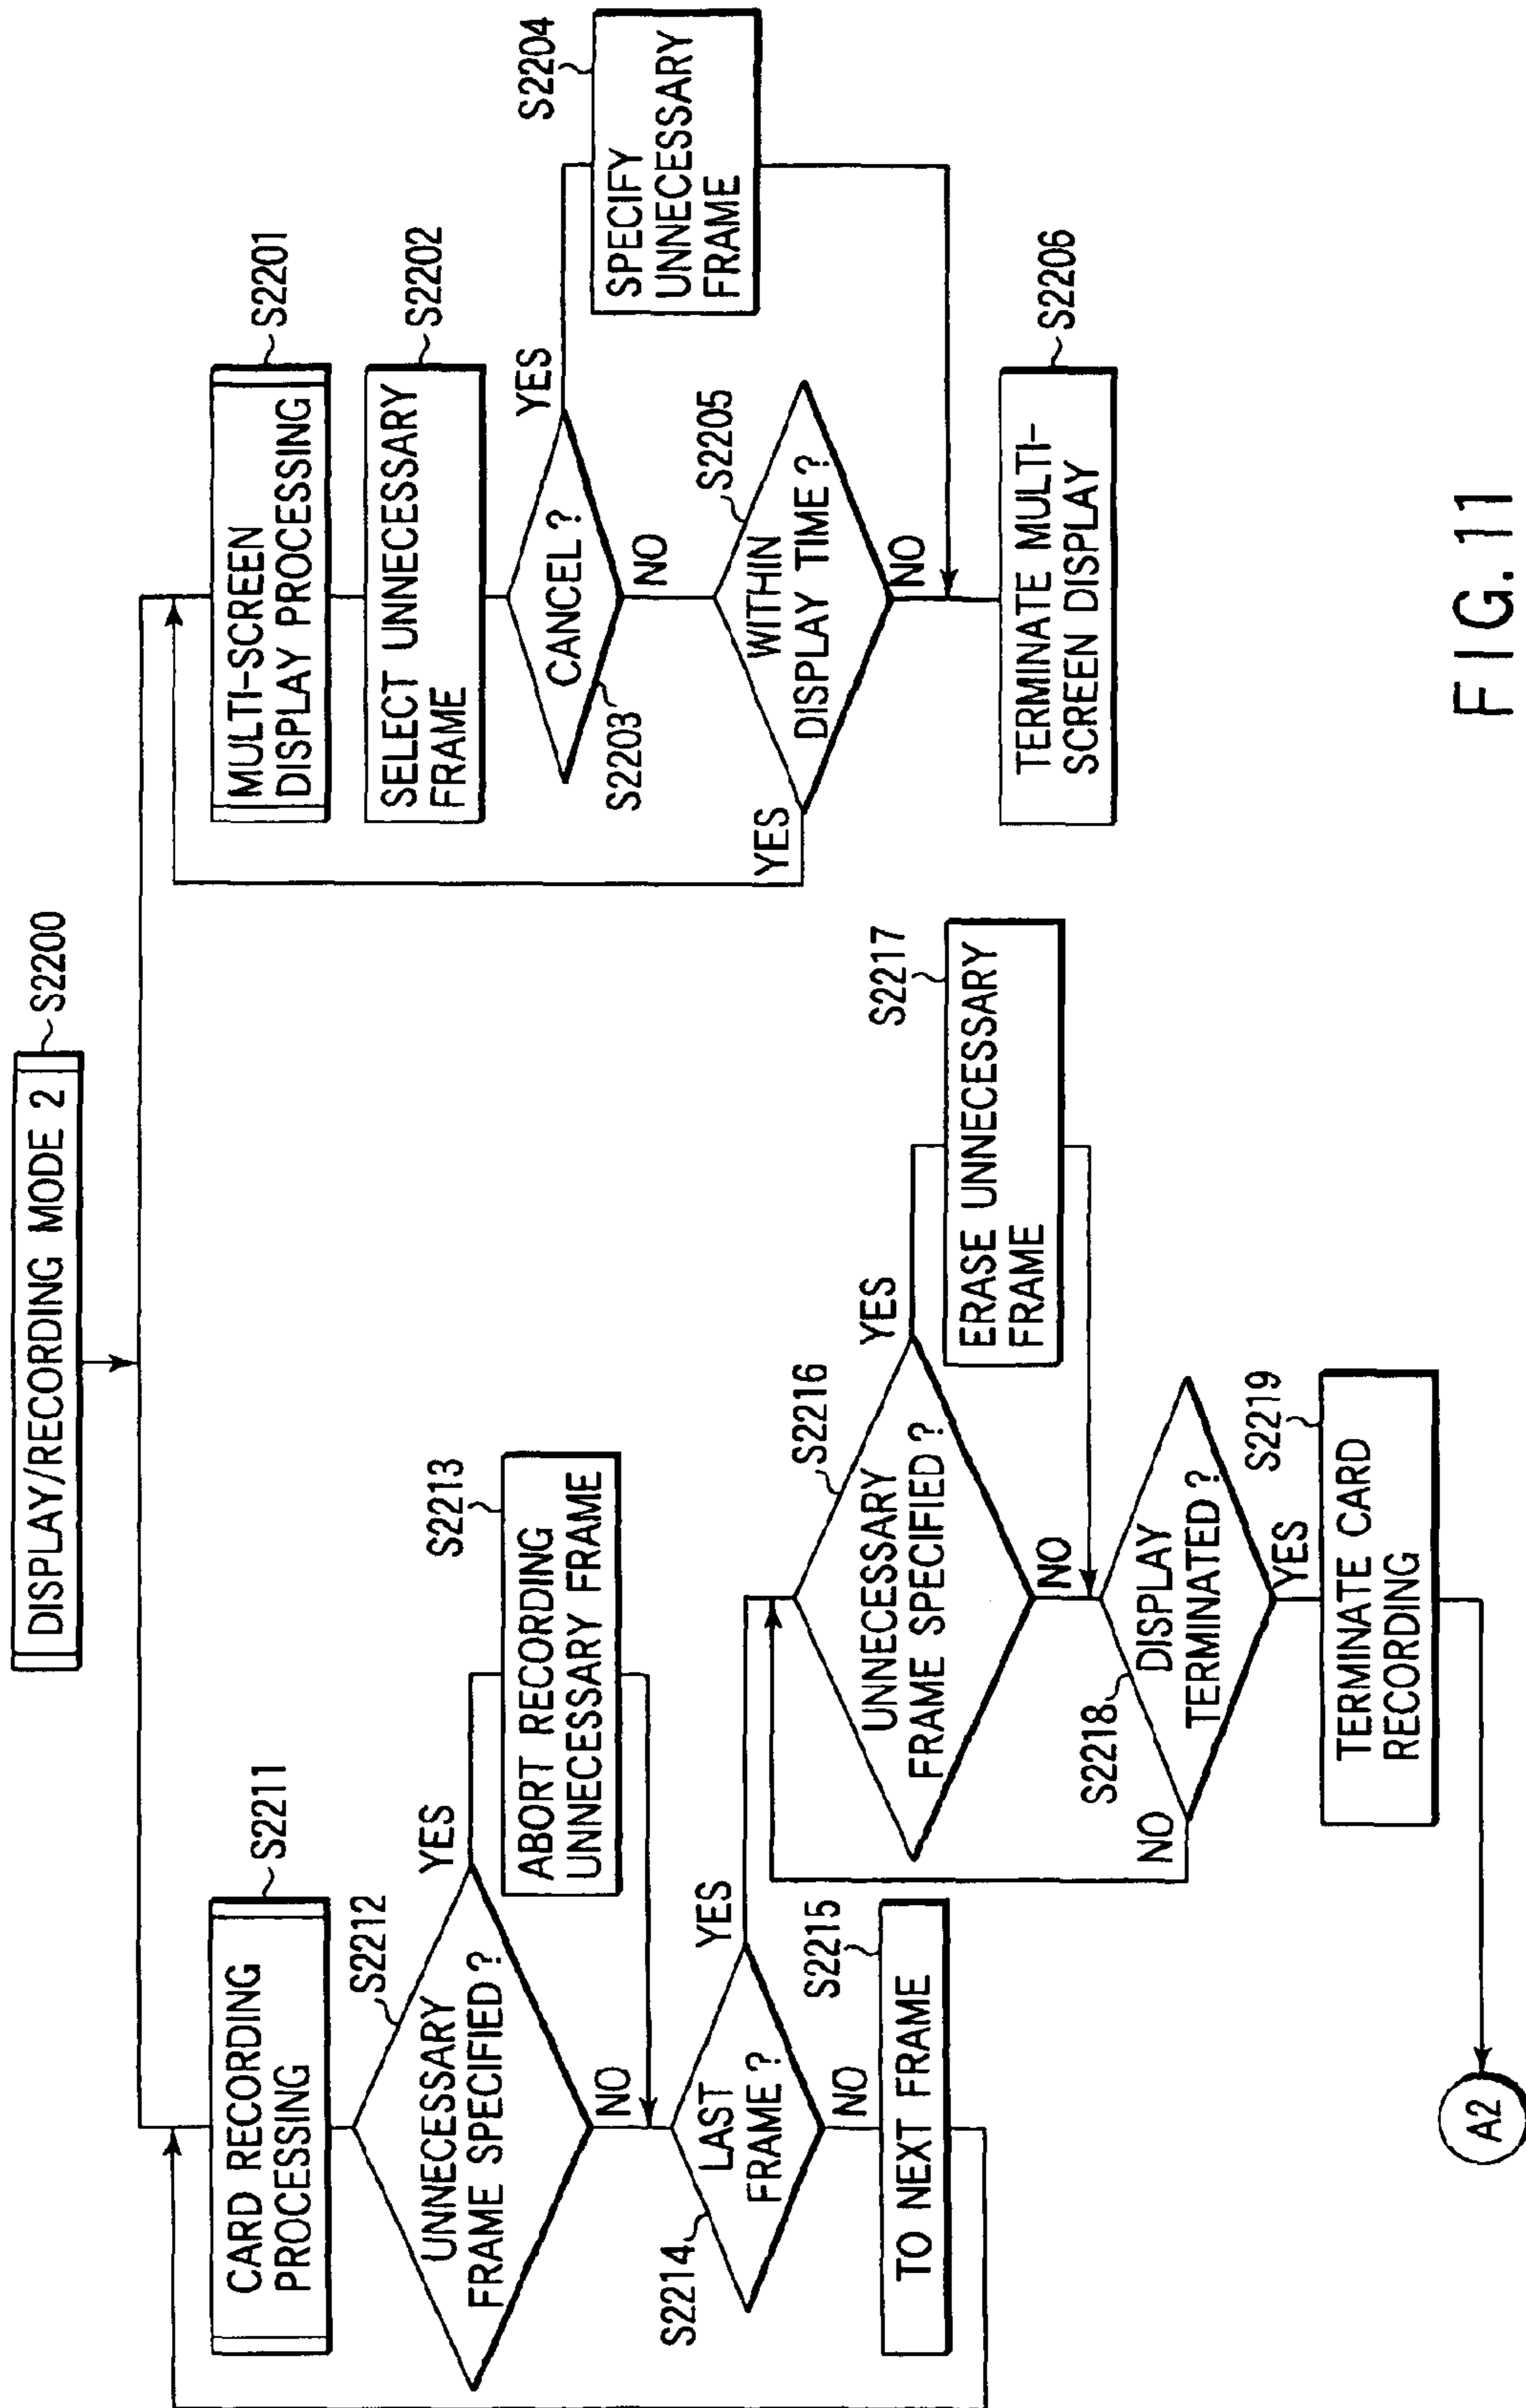 DISPLAY/RECORDING MODE 2
S2200
CARD RECORDING
PROCESSING
S2211
UNNECESSARY
FRAME SPECIFIED ?
S2212
YES
NO
ABORT RECORDING
UNNECESSARY FRAME
S2213
LAST
FRAME ?
S2214
YES
NO
TO NEXT FRAME
S2215
UNNECESSARY
FRAME SPECIFIED ?
S2216
YES
NO
ERASE UNNECESSARY
FRAME
S2217
DISPLAY
TERMINATED ?
S2218
NO
YES
TERMINATE CARD
RECORDING
S2219
A2
MULTI-SCREEN
DISPLAY PROCESSING
S2201
SELECT UNNECESSARY
FRAME
S2202
CANCEL ?
S2203
YES
NO
SPECIFY
UNNECESSARY
FRAME
S2204
WITHIN
DISPLAY TIME ?
S2205
YES
NO
TERMINATE MULTI-
SCREEN DISPLAY
S2206
FIG. 11